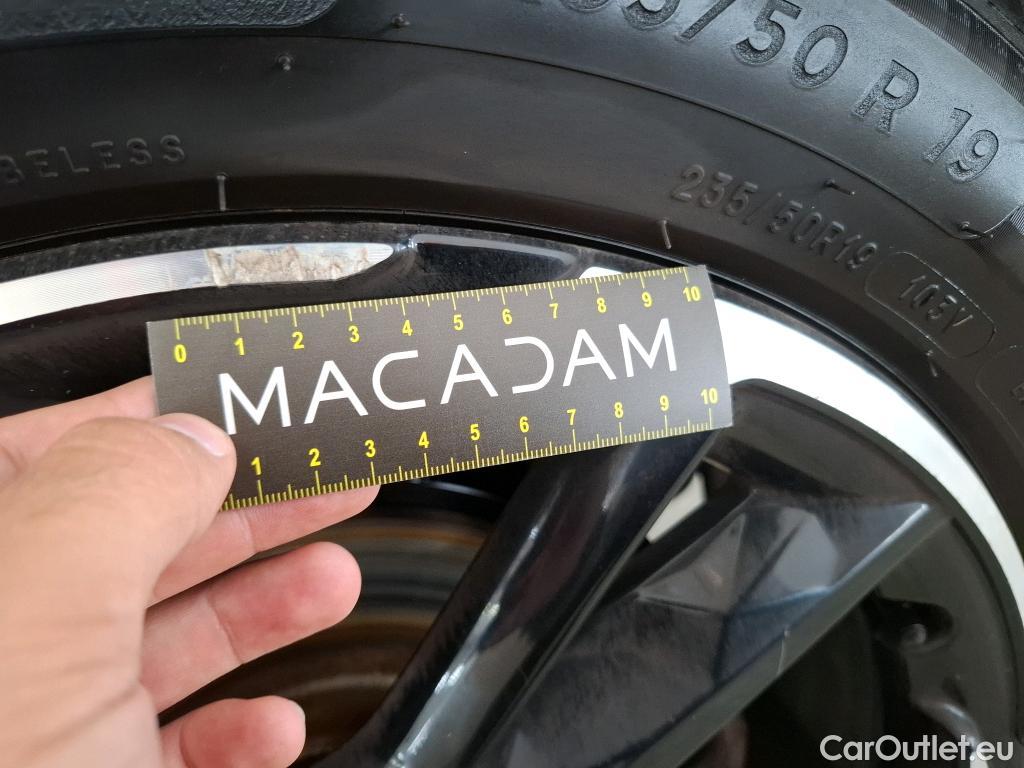 /50 R 19
BELESS
235/50R19 103V
0 1 2 3 4 5 6 7 8 9 10
MACADAM
1 2 3 4 5 6 7 8 9 10
CarOutlet.eu